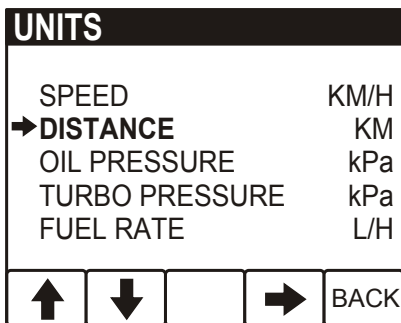 UNITS
SPEED KM/H
DISTANCE KM
OIL PRESSURE kPa
TURBO PRESSURE kPa
FUEL RATE L/H
BACK